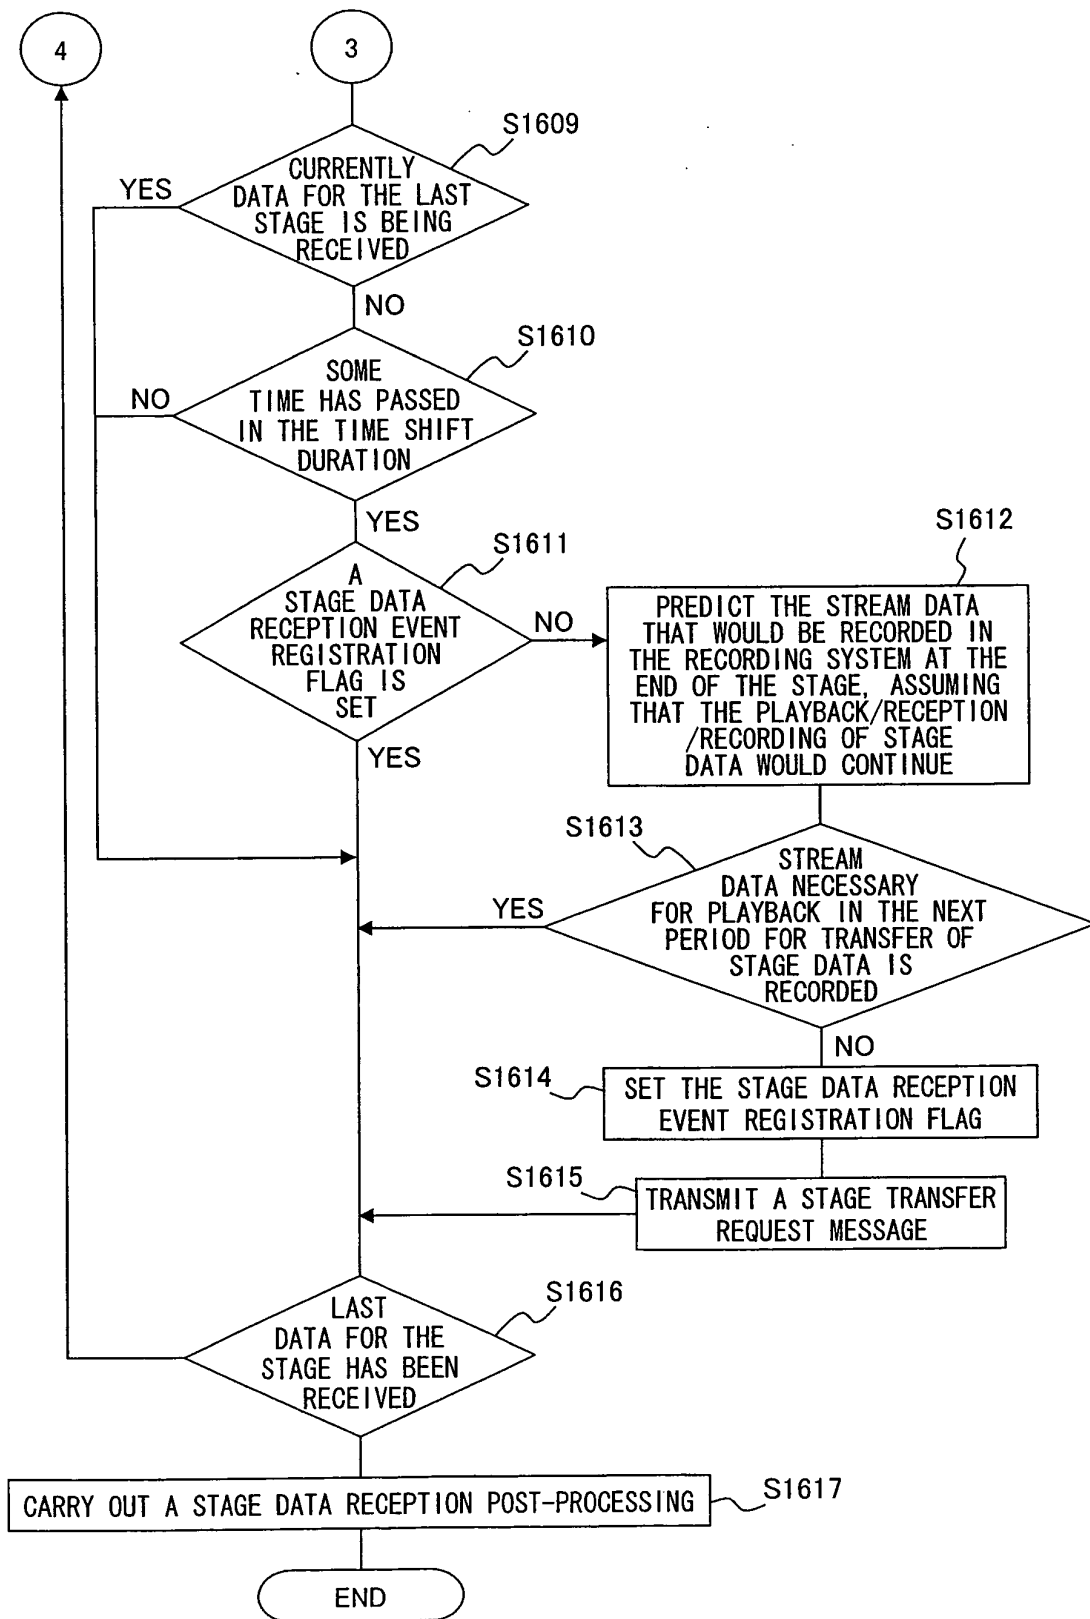 4
3
S1609
CURRENTLY
DATA FOR THE LAST
STAGE IS BEING
RECEIVED
YES
NO
S1610
SOME
TIME HAS PASSED
IN THE TIME SHIFT
DURATION
NO
YES
S1611
A
STAGE DATA
RECEPTION EVENT
REGISTRATION
FLAG IS
SET
NO
YES
S1612
PREDICT THE STREAM DATA
THAT WOULD BE RECORDED IN
THE RECORDING SYSTEM AT THE
END OF THE STAGE, ASSUMING
THAT THE PLAYBACK/RECEPTION
/RECORDING OF STAGE
DATA WOULD CONTINUE
S1613
STREAM
DATA NECESSARY
FOR PLAYBACK IN THE NEXT
PERIOD FOR TRANSFER OF
STAGE DATA IS
RECORDED
YES
NO
S1614
SET THE STAGE DATA RECEPTION
EVENT REGISTRATION FLAG
S1615
TRANSMIT A STAGE TRANSFER
REQUEST MESSAGE
S1616
LAST
DATA FOR THE
STAGE HAS BEEN
RECEIVED
CARRY OUT A STAGE DATA RECEPTION POST-PROCESSING
S1617
END